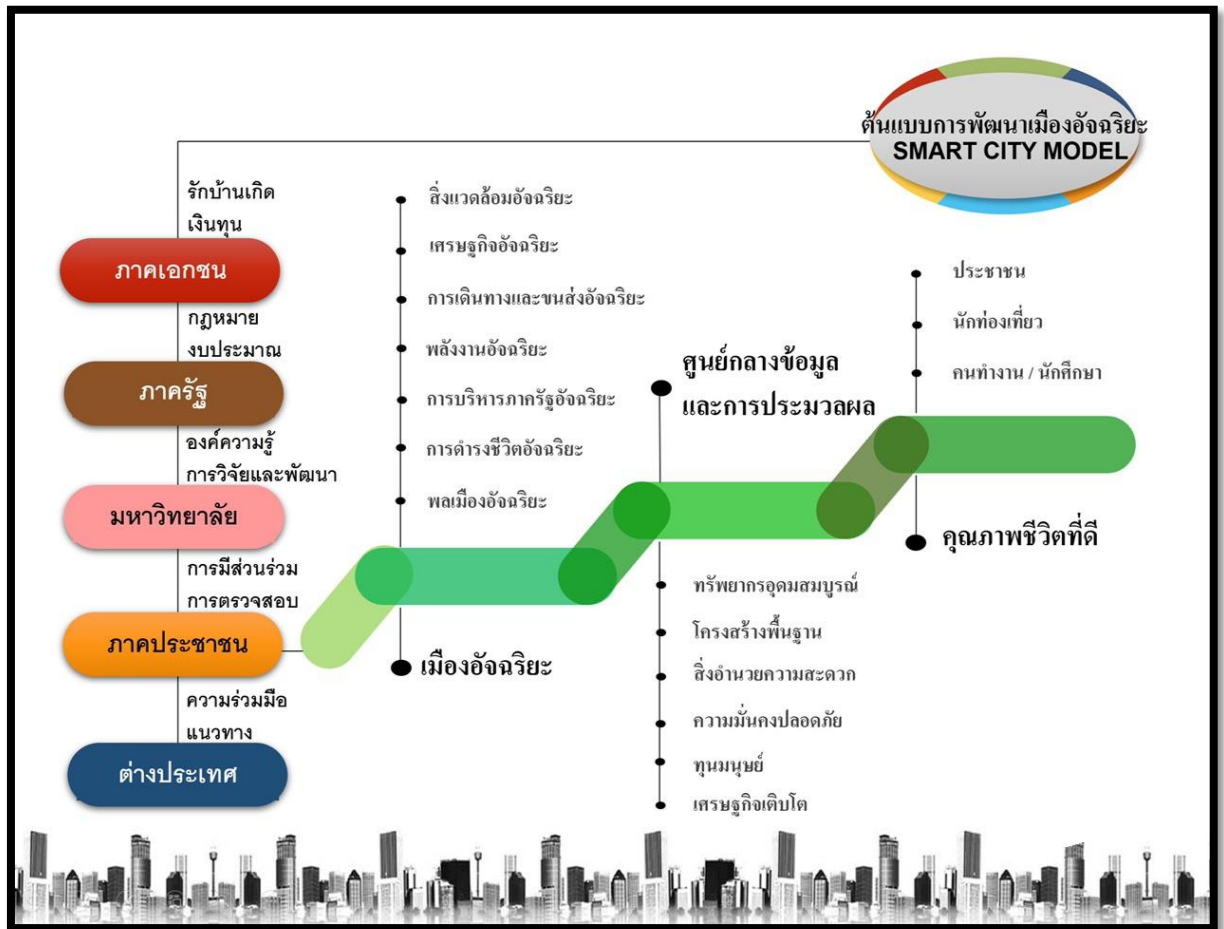 ต้นแบบการพัฒนาเมืองอัจฉริยะ
SMART CITY MODEL
รักบ้านเกิด
เงินทุน
ภาคเอกชน
กฎหมาย
งบประมาณ
ภาครัฐ
องค์ความรู้
การวิจัยและพัฒนา
มหาวิทยาลัย
การมีส่วนร่วม
การตรวจสอบ
ภาคประชาชน
ความร่วมมือ
แนวทาง
ต่างประเทศ
สิ่งแวดล้อมอัจฉริยะ
เศรษฐกิจอัจฉริยะ
การเดินทางและขนส่งอัจฉริยะ
พลังงานอัจฉริยะ
การบริหารภาครัฐอัจฉริยะ
การดำรงชีวิตอัจฉริยะ
พลเมืองอัจฉริยะ
เมืองอัจฉริยะ
ศูนย์กลางข้อมูล
และการประมวลผล
ทรัพยากรอุดมสมบูรณ์
โครงสร้างพื้นฐาน
สิ่งอำนวยความสะดวก
ความมั่นคงปลอดภัย
ทุนมนุษย์
เศรษฐกิจเติบโต
ประชาชน
นักท่องเที่ยว
คนทำงาน / นักศึกษา
คุณภาพชีวิตที่ดี